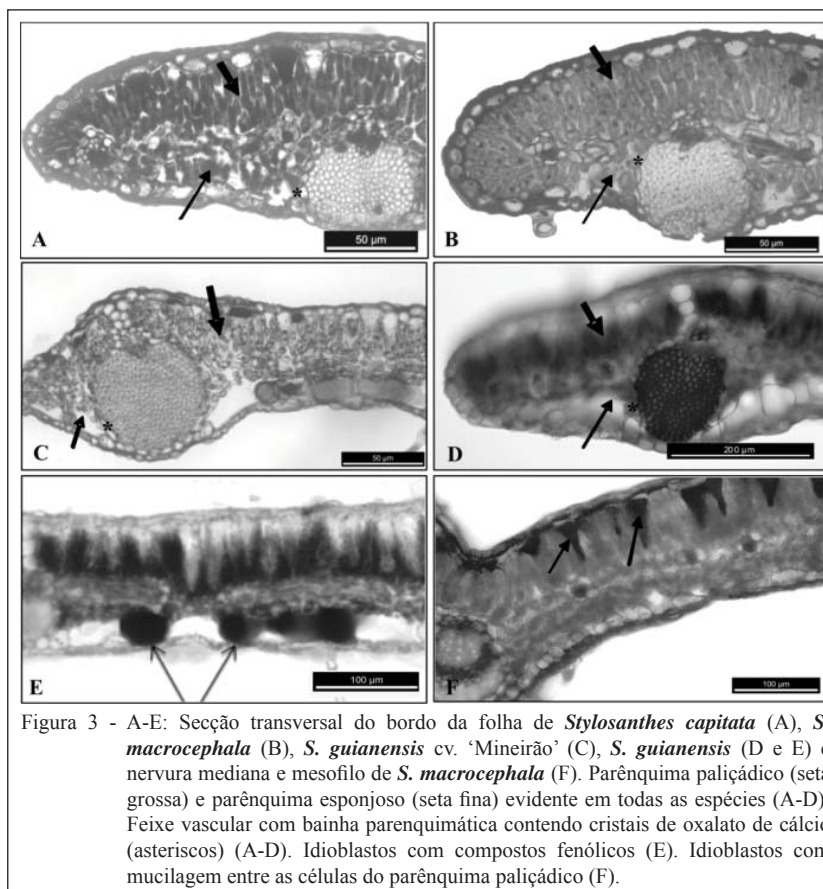 A
50 µm
B
50 µm
C
50 µm
D
200 µm
E
100 µm
F
100 µm
Figura 3 - A-E: Secção transversal do bordo da folha de Stylosanthes capitata (A), S.
macrocephala (B), S. guianensis cv. ‘Mineirão’ (C), S. guianensis (D e E)
nervura mediana e mesofilo de S. macrocephala (F). Parênquima paliçádico (seta
grossa) e parênquima esponjoso (seta fina) evidente em todas as espécies (A-D)
Feixe vascular com bainha parenquimática contendo cristais de oxalato de cálcio
(asteriscos) (A-D). Idioblastos com compostos fenólicos (E). Idioblastos com
mucilagem entre as células do parênquima paliçádico (F).